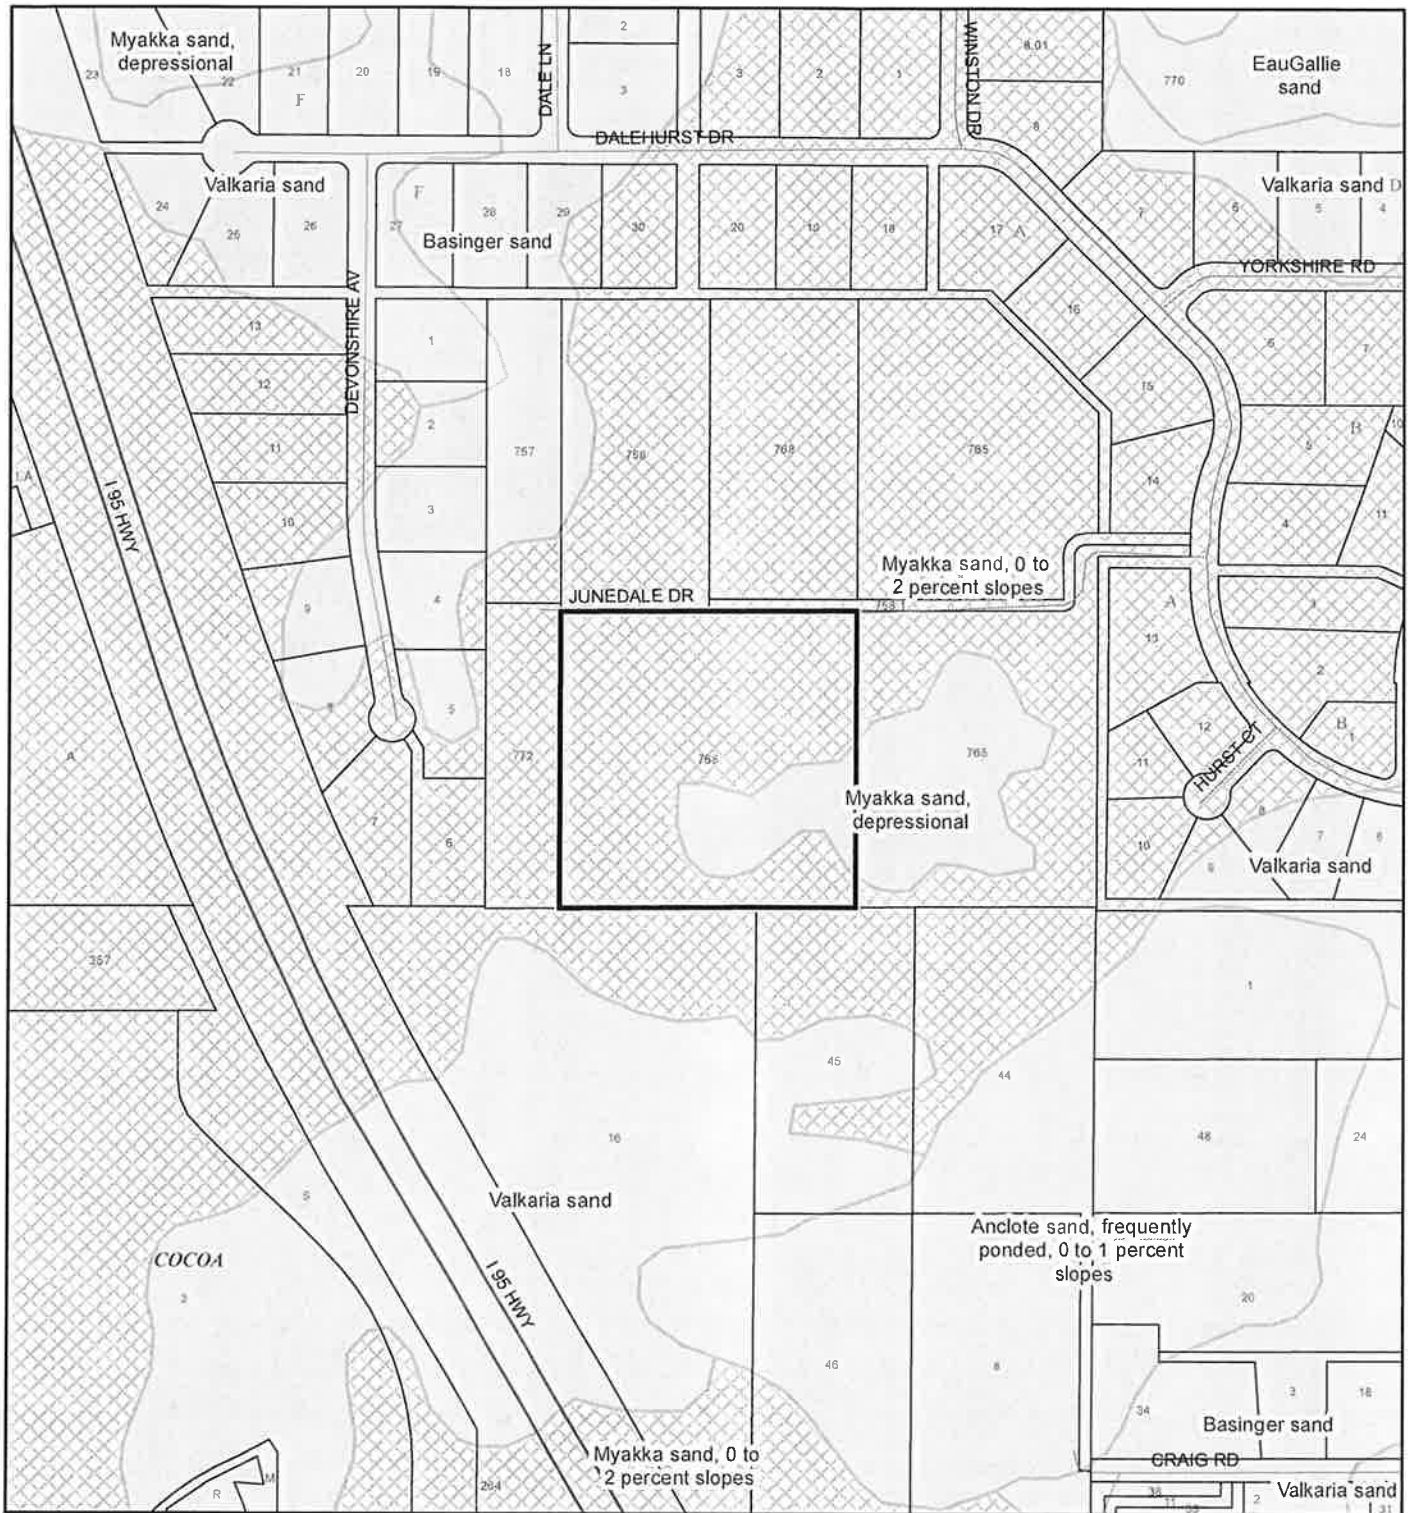 Myakka sand,
depressional
23
22
21
20
19
18
F
DALE LN
2
3
3
2
1
WINSTON DR
8.01
8
770
EauGallie
sand
DALEHURST DR
Valkaria sand
24
25
26
27
F
28
29
30
20
19
18
17
A
7
6
5
4
Valkaria sand
D
Basinger sand
YORKSHIRE RD
DEVONSHIRE AV
13
12
11
10
9
1
2
3
4
5
6
7
757
768
765
16
15
14
6
7
5
B
4
11
I 95 HWY
Myakka sand, 0 to
2 percent slopes
JUNEDALE DR
A
13
3
2
B
1
12
11
10
HURST CT
8
7
6
Valkaria sand
A
772
765
Myakka sand,
depressional
1
45
44
48
24
16
S
Valkaria sand
COCOA
3
Anclote sand, frequently
ponded, 0 to 1 percent
slopes
20
I 95 HWY
46
34
3
Basinger sand
CRAIG RD
Myakka sand, 0 to
2 percent slopes
264
R
M
Valkaria sand
2
31